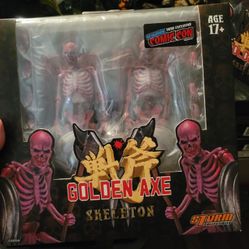 COMIC CON
AGE
17+
戦斧
GOLDEN AXE
SKELETON
STORM